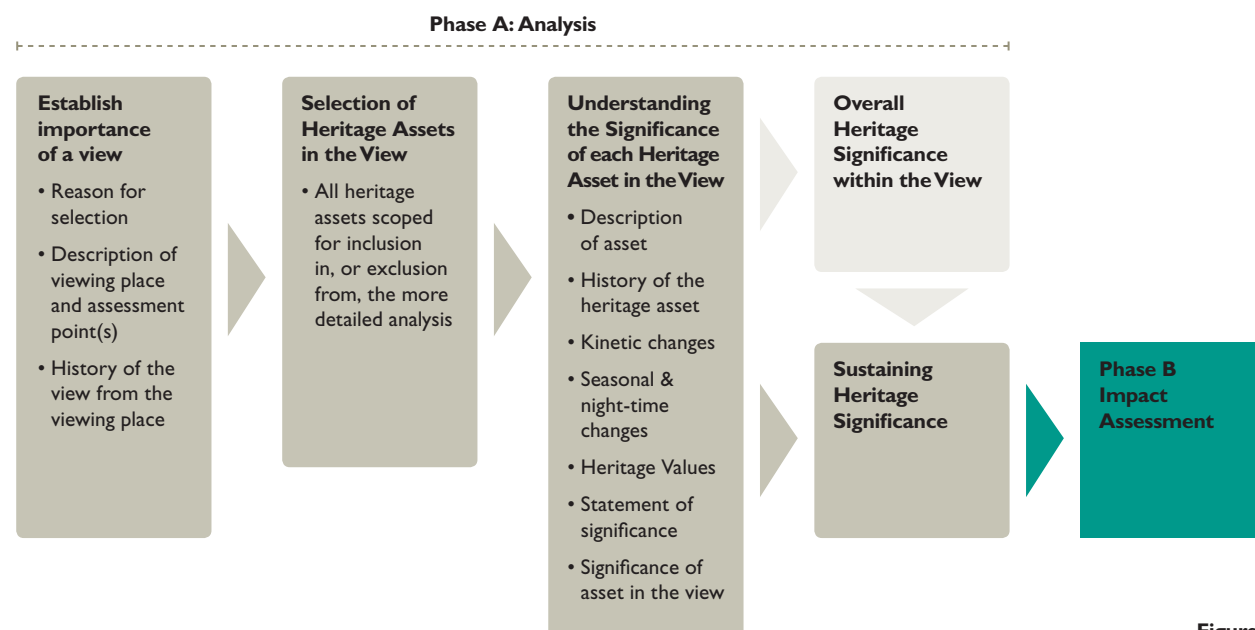 Phase A: Analysis
Establish
importance
of a view
• Reason for
selection
• Description of
viewing place
and assessment
point(s)
• History of the
view from the
viewing place
Selection of
Heritage Assets
in the View
• All heritage
assets scoped
for inclusion
in, or exclusion
from, the more
detailed analysis
Understanding
the Significance
of each Heritage
Asset in the View
• Description
of asset
• History of the
heritage asset
• Kinetic changes
• Seasonal &
night-time
changes
• Heritage Values
• Statement of
significance
• Significance of
asset in the view
Overall
Heritage
Significance
within the View
Sustaining
Heritage
Significance
Phase B
Impact
Assessment